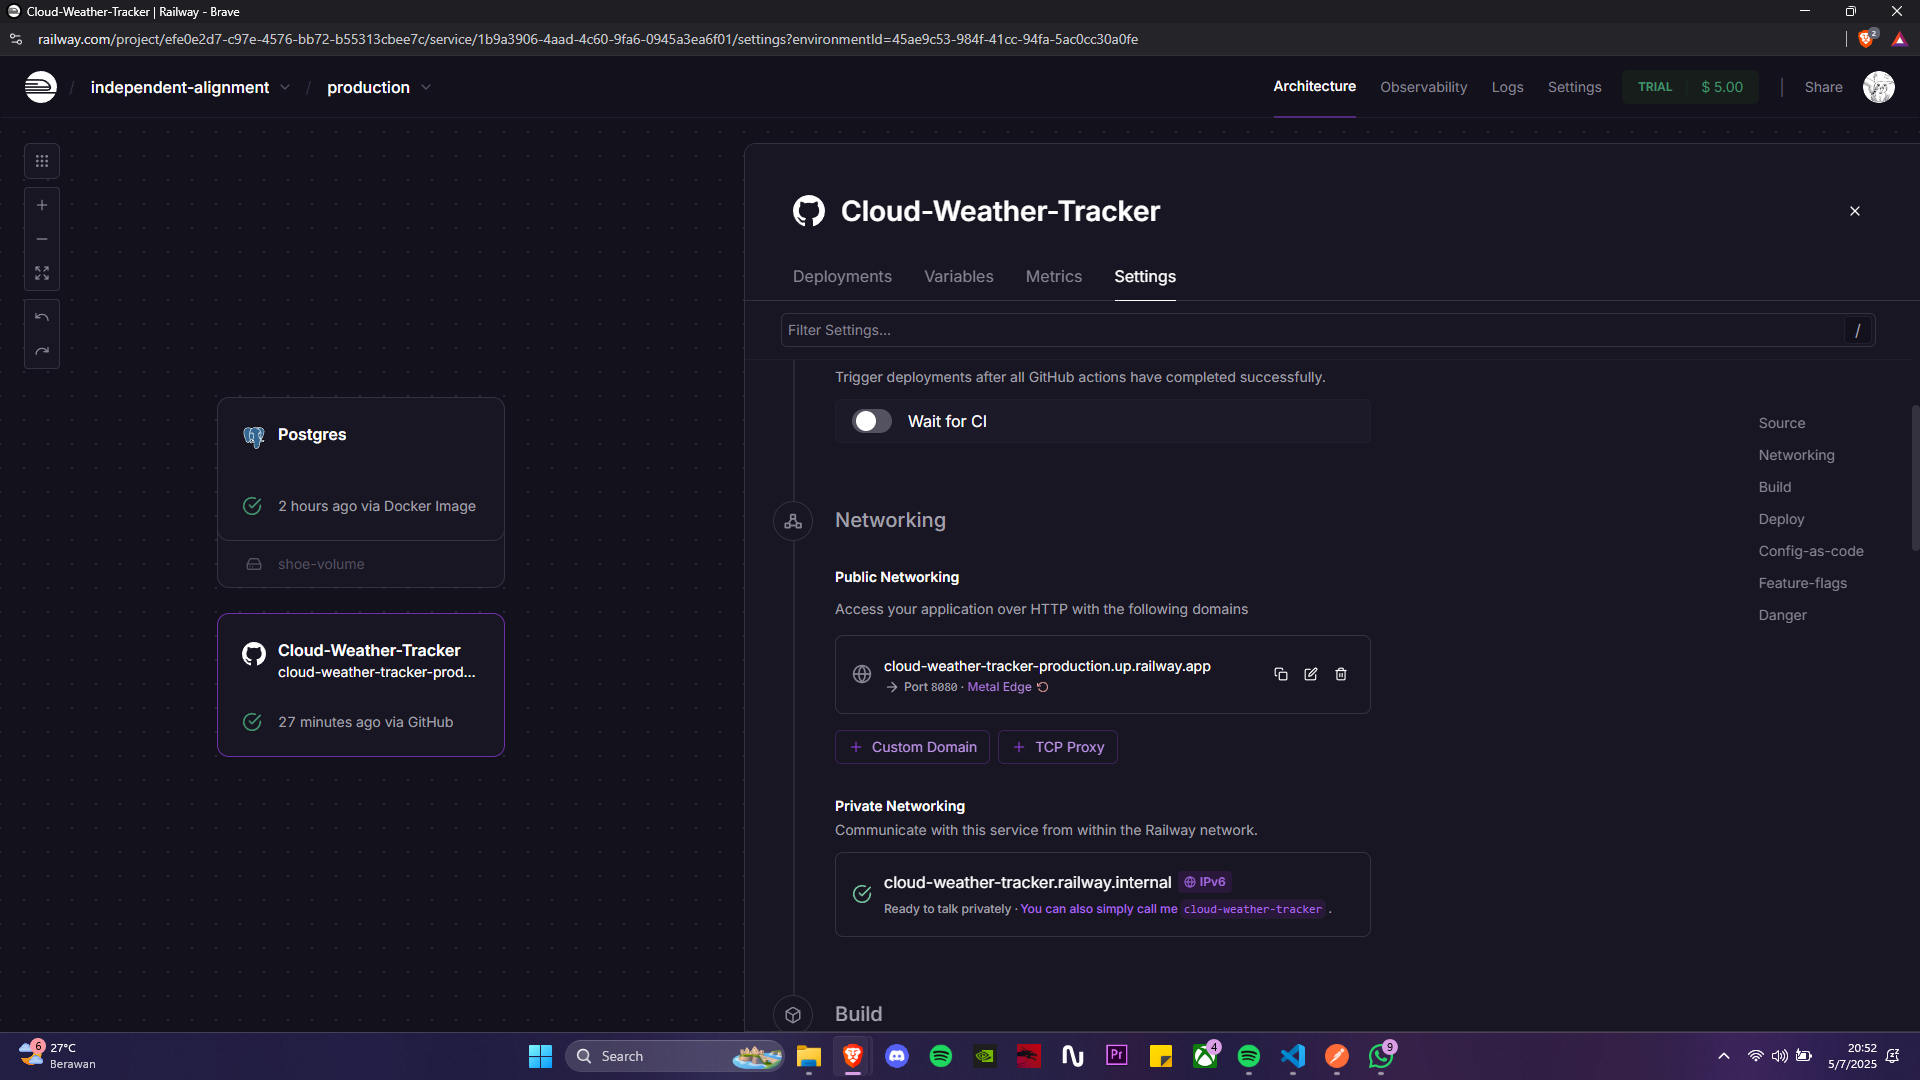 Cloud-Weather-Tracker | Railway - Brave
railway.com/project/efe0e2d7-c97e-4576-bb72-b55313cbee7c/service/1b9a3906-4aad-4c60-9fa6-0945a3ea6f01/settings?environmentId=45ae9c53-984f-41cc-94fa-5ac0cc30a0fe
2
independent-alignment / production
Architecture
Observability
Logs
Settings
TRIAL $ 5.00
Share
Cloud-Weather-Tracker
Deployments
Variables
Metrics
Settings
Filter Settings...
/
Trigger deployments after all GitHub actions have completed successfully.
Wait for CI
Source
Networking
Build
Deploy
Config-as-code
Feature-flags
Danger
Postgres
2 hours ago via Docker Image
shoe-volume
Cloud-Weather-Tracker
cloud-weather-tracker-prod...
27 minutes ago via GitHub
Networking
Public Networking
Access your application over HTTP with the following domains
cloud-weather-tracker-production.up.railway.app
→ Port 8080 · Metal Edge
+ Custom Domain
+ TCP Proxy
Private Networking
Communicate with this service from within the Railway network.
cloud-weather-tracker.railway.internal IPv6
Ready to talk privately · You can also simply call me cloud-weather-tracker .
Build
6
27°C
Berawan
Search
Pr
4
9
20:52
5/7/2025